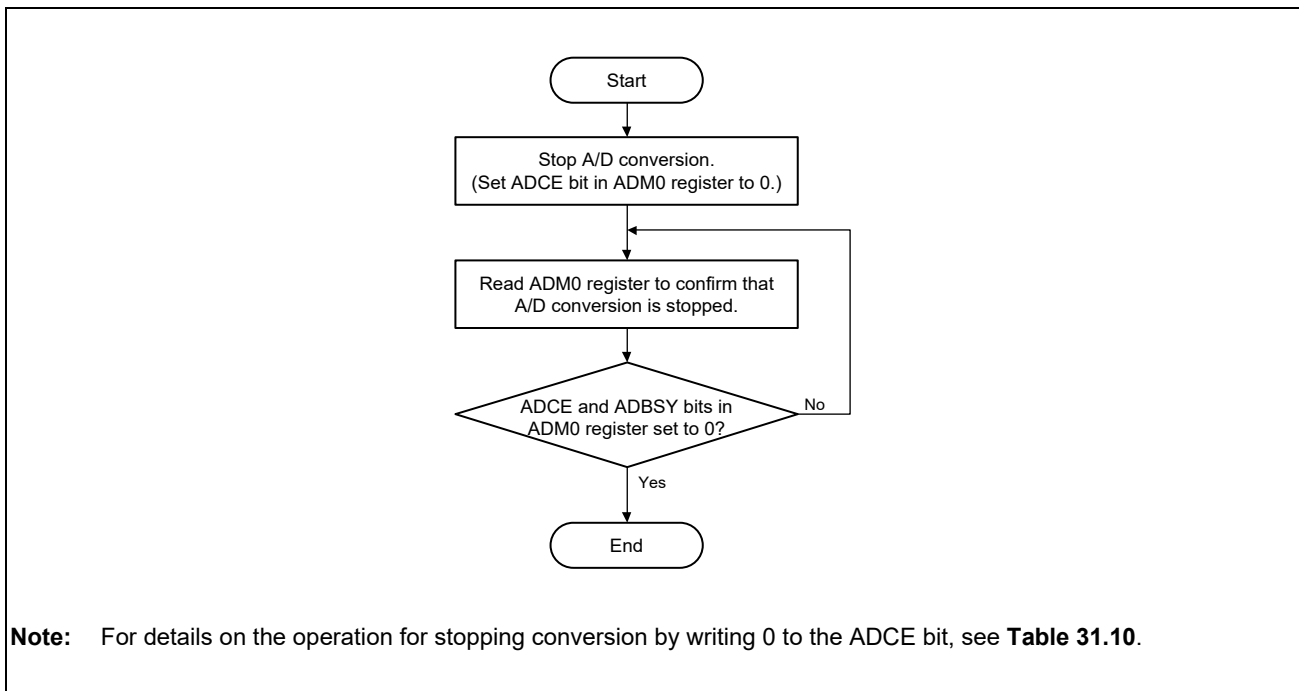 Start
Stop A/D conversion.
(Set ADCE bit in ADM0 register to 0.)
Read ADM0 register to confirm that
A/D conversion is stopped.
ADCE and ADBSY bits in
ADM0 register set to 0?
No
Yes
End
Note: For details on the operation for stopping conversion by writing 0 to the ADCE bit, see Table 31.10.